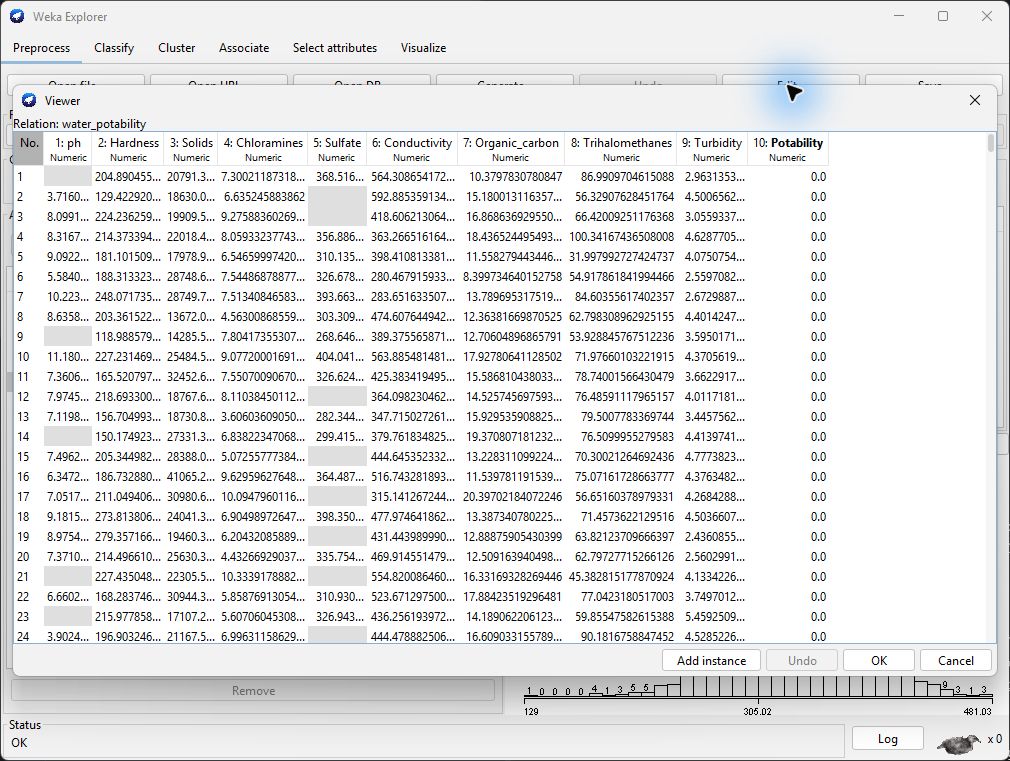 Weka Explorer
Preprocess Classify Cluster Associate Select attributes Visualize
Viewer
Relation: water_potability
No. 1: ph 2: Hardness 3: Solids 4: Chloramines 5: Sulfate 6: Conductivity 7: Organic_carbon 8: Trihalomethanes 9: Turbidity 10: Potability
Numeric Numeric Numeric Numeric Numeric Numeric Numeric Numeric Numeric Numeric
1 204.890455... 20791.3... 7.30021187318... 368.516... 564.308654172... 10.3797830780847 86.9909704615088 2.9631353... 0.0
2 3.7160... 129.422920... 18630.0... 6.635245883862 592.885359134... 15.180013116357... 56.32907628451764 4.5006562... 0.0
3 8.0991... 224.236259... 19909.5... 9.27588360269... 418.606213064... 16.868636929550... 66.42009251176368 3.0559337... 0.0
4 8.3167... 214.373394... 22018.4... 8.05933237743... 356.886... 363.266516164... 18.436524495493... 100.34167436508008 4.6287705... 0.0
5 9.0922... 181.101509... 17978.9... 6.54659997420... 310.135... 398.410813381... 11.558279443446... 31.997992727424737 4.0750754... 0.0
6 5.5840... 188.313323... 28748.6... 7.54486878877... 326.678... 280.467915933... 8.399734640152758 54.917861841994466 2.5597082... 0.0
7 10.223... 248.071735... 28749.7... 7.51340846583... 393.663... 283.651633507... 13.789695317519... 84.60355617402357 2.6729887... 0.0
8 8.6358... 203.361522... 13672.0... 4.56300868559... 303.309... 474.607644942... 12.36381669870525 62.798308962925155 4.4014247... 0.0
9 118.988579... 14285.5... 7.80417355307... 268.646... 389.375565871... 12.70604896865791 53.928845767512236 3.5950171... 0.0
10 11.180... 227.231469... 25484.5... 9.07720001691... 404.041... 563.885481481... 17.92780641128502 71.97660103221915 4.3705619... 0.0
11 7.3606... 165.520797... 32452.6... 7.55070090670... 326.624... 425.383419495... 15.586810438033... 78.74001566430479 3.6622917... 0.0
12 7.9745... 218.693300... 18767.6... 8.11038450112... 364.098230462... 14.525745697593... 76.48591117965157 4.0117181... 0.0
13 7.1198... 156.704993... 18730.8... 3.60603609050... 282.344... 347.715027261... 15.929535908825... 79.5007783369744 3.4457562... 0.0
14 150.174923... 27331.3... 6.83822347068... 299.415... 379.761834825... 19.370807181232... 76.5099955279583 4.4139741... 0.0
15 7.4962... 205.344982... 28388.0... 5.07255777384... 444.645352332... 13.228311099224... 70.30021264692436 4.7773823... 0.0
16 6.3472... 186.732880... 41065.2... 9.62959627648... 364.487... 516.743281893... 11.539781191539... 75.07161728663777 4.3763482... 0.0
17 7.0517... 211.049406... 30980.6... 10.0947960116... 315.141267244... 20.39702184072246 56.65160378979331 4.2684288... 0.0
18 9.1815... 273.813806... 24041.3... 6.90498972647... 398.350... 477.974641862... 13.387340780225... 71.4573622129516 4.5036607... 0.0
19 8.9754... 279.357166... 19460.3... 6.20432085889... 431.443989990... 12.88875905430399 63.82123709666397 2.4360855... 0.0
20 7.3710... 214.496610... 25630.3... 4.43266929037... 335.754... 469.914551479... 12.509163940498... 62.79727715266126 2.5602991... 0.0
21 227.435048... 22305.5... 10.3339178882... 554.820086460... 16.33169328269446 45.382815177870924 4.1334226... 0.0
22 6.6602... 168.283746... 30944.3... 5.85876913054... 310.930... 523.671297500... 17.88423519296481 77.0423180517003 3.7497012... 0.0
23 215.977858... 17107.2... 5.60706045308... 326.943... 436.256193972... 14.189062206123... 59.85547582615388 5.4592509... 0.0
24 3.9024... 196.903246... 21167.5... 6.99631158629... 444.478882506... 16.609033155789... 90.1816758847452 4.5285226... 0.0
Add instance Undo OK Cancel
Remove
1 0 0 0 4 1 3 5 5 9 3 1 3
129 305.02 481.03
Status
OK
Log x 0